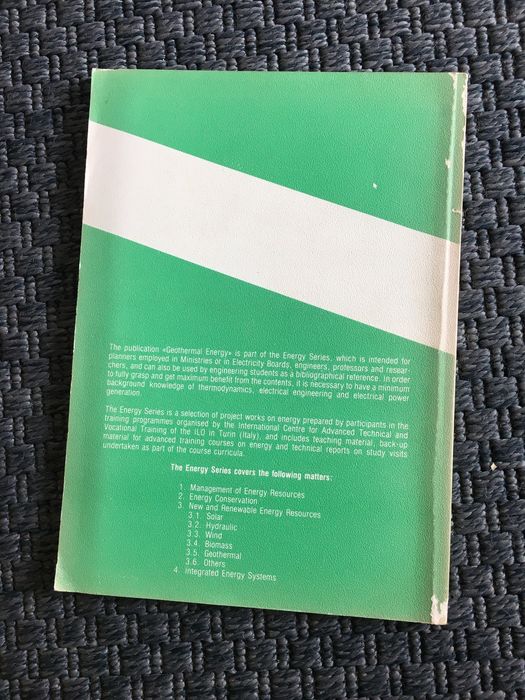 The publication «Geothermal Energy» is part of the Energy Series, which is intended for
planners employed in Ministries or in Electricity Boards, engineers, professors and resear-
chers, and can also be used by engineering students as a bibliographical reference. In order
to fully grasp and get maximum benefit from the contents, it is necessary to have a minimum
background knowledge of thermodynamics, electrical engineering and electrical power
generation
The Energy Series is a selection of project works on energy prepared by participants in the
training programmes organised by the International Centre for Advanced Technical and
Vocational Training of the ILO in Turin (Italy), and includes teaching material, back-up
material for advanced training courses on energy and technical reports on study visits
undertaken as part of the course curricula.
The Energy Series covers the following matters:
1. Management of Energy Resources
2. Energy Conservation
3. New and Renewable Energy Resources
3.1. Solar
3.2. Hydraulic
3.3. Wind
3.4. Biomass
3.5. Geothermal
3.6. Others
4. Integrated Energy Systems